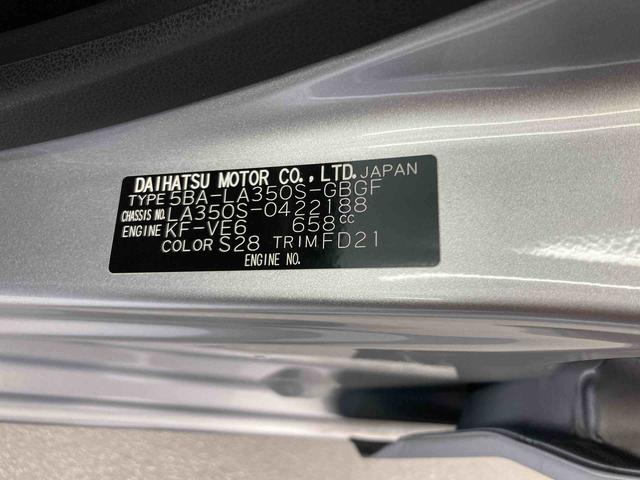 DAIHATSU MOTOR CO.,LTD.JAPAN
TYPE 5BA-LA350S-GBGF
CHASSIS NO. LA350S-0422188
ENGINE KF-VE6 658cc
COLOR S28 TRIM FD21
ENGINE NO.